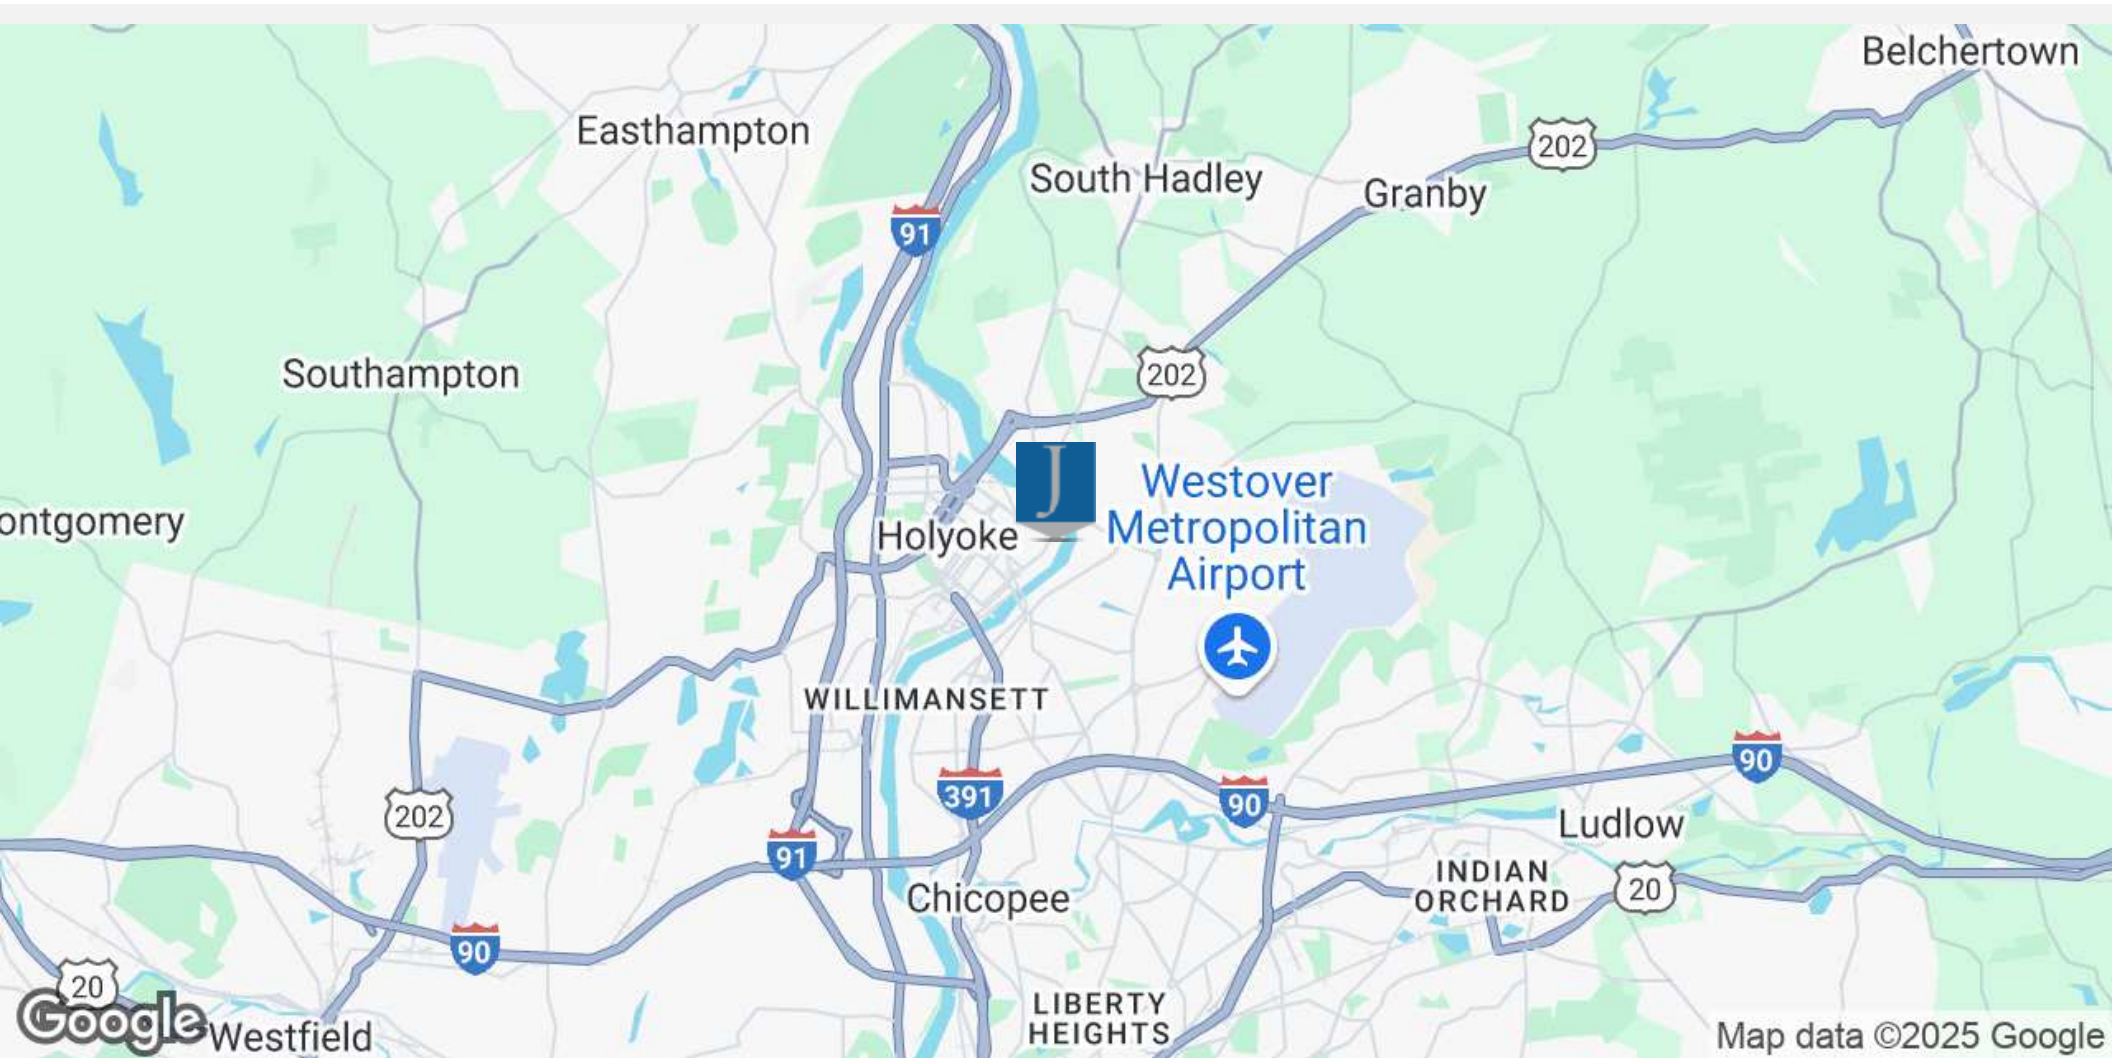 Belchertown
Easthampton
202
South Hadley
Granby
91
Southampton
202
J
Westover
Metropolitan
Airport
ontgomery
Holyoke
WILLIMANSETT
90
391
90
202
Ludlow
91
INDIAN
ORCHARD
20
Chicopee
90
20
LIBERTY
HEIGHTS
Google
Westfield
Map data ©2025 Google